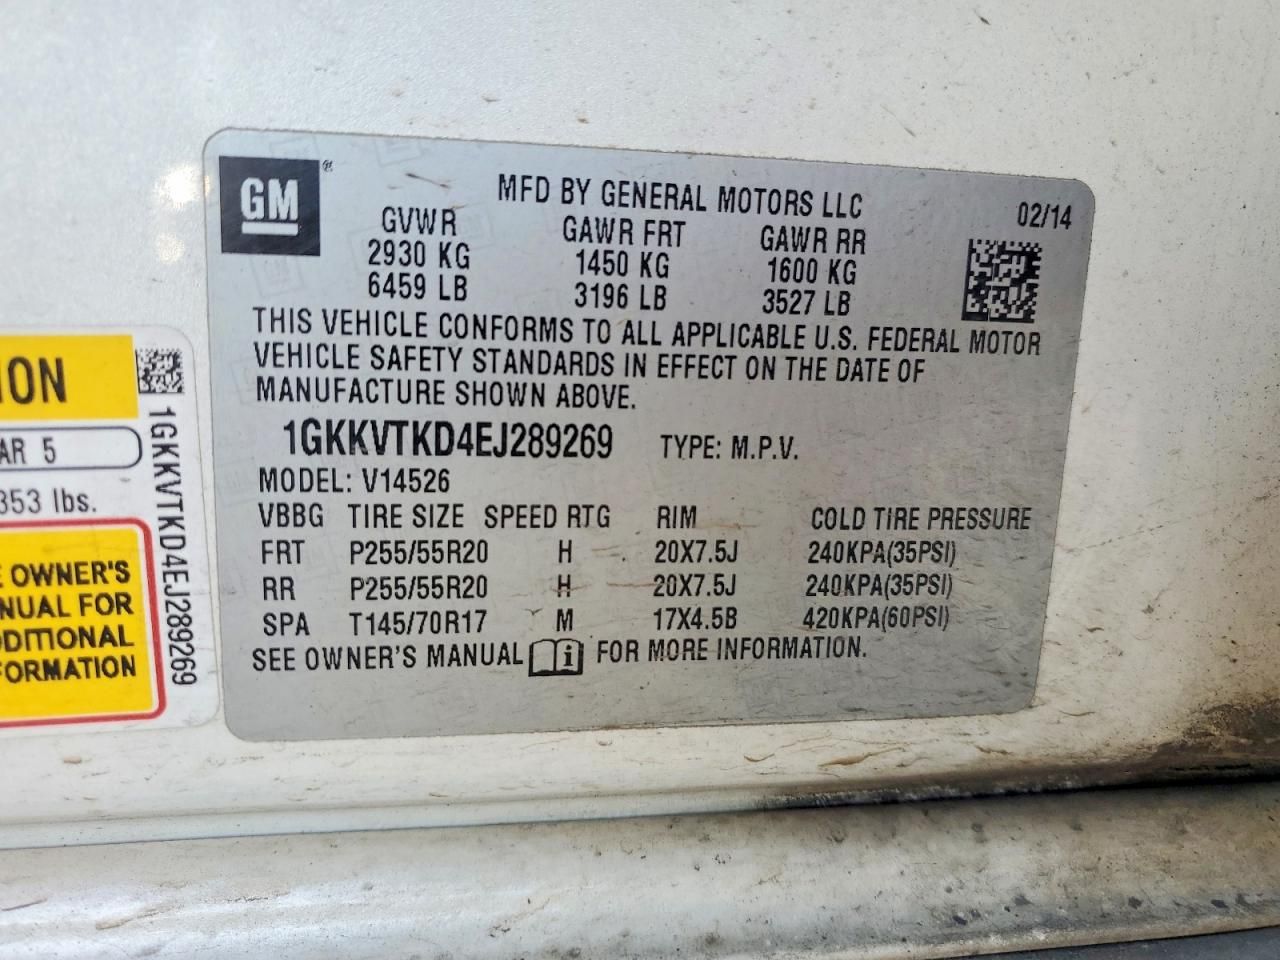 GM ®
MFD BY GENERAL MOTORS LLC
02/14
GVWR GAWR FRT GAWR RR
2930 KG 1450 KG 1600 KG
6459 LB 3196 LB 3527 LB
THIS VEHICLE CONFORMS TO ALL APPLICABLE U.S. FEDERAL MOTOR
VEHICLE SAFETY STANDARDS IN EFFECT ON THE DATE OF
MANUFACTURE SHOWN ABOVE.
1GKKVTKD4EJ289269 TYPE: M.P.V.
MODEL: V14526
VBBG TIRE SIZE SPEED RTG RIM COLD TIRE PRESSURE
FRT P255/55R20 H 20X7.5J 240KPA(35PSI)
RR P255/55R20 H 20X7.5J 240KPA(35PSI)
SPA T145/70R17 M 17X4.5B 420KPA(60PSI)
SEE OWNER'S MANUAL i FOR MORE INFORMATION.
ION
AR 5
353 lbs.
E OWNER'S
ANUAL FOR
DDITIONAL
FORMATION
1GKKVTKD4EJ289269